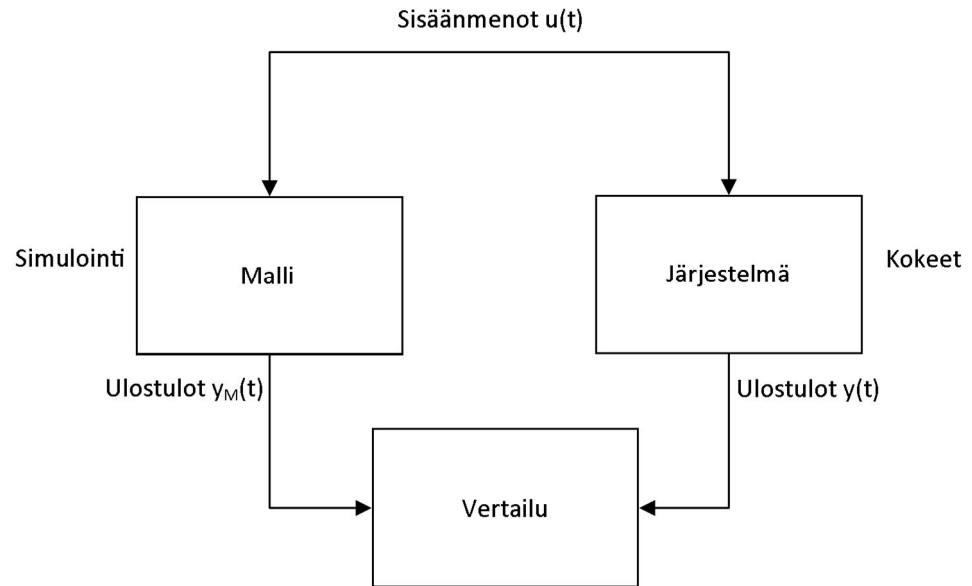 Sisäänmenot u(t)
Simulointi
Malli
Järjestelmä
Kokeet
Ulostulot yM(t)
Ulostulot y(t)
Vertailu